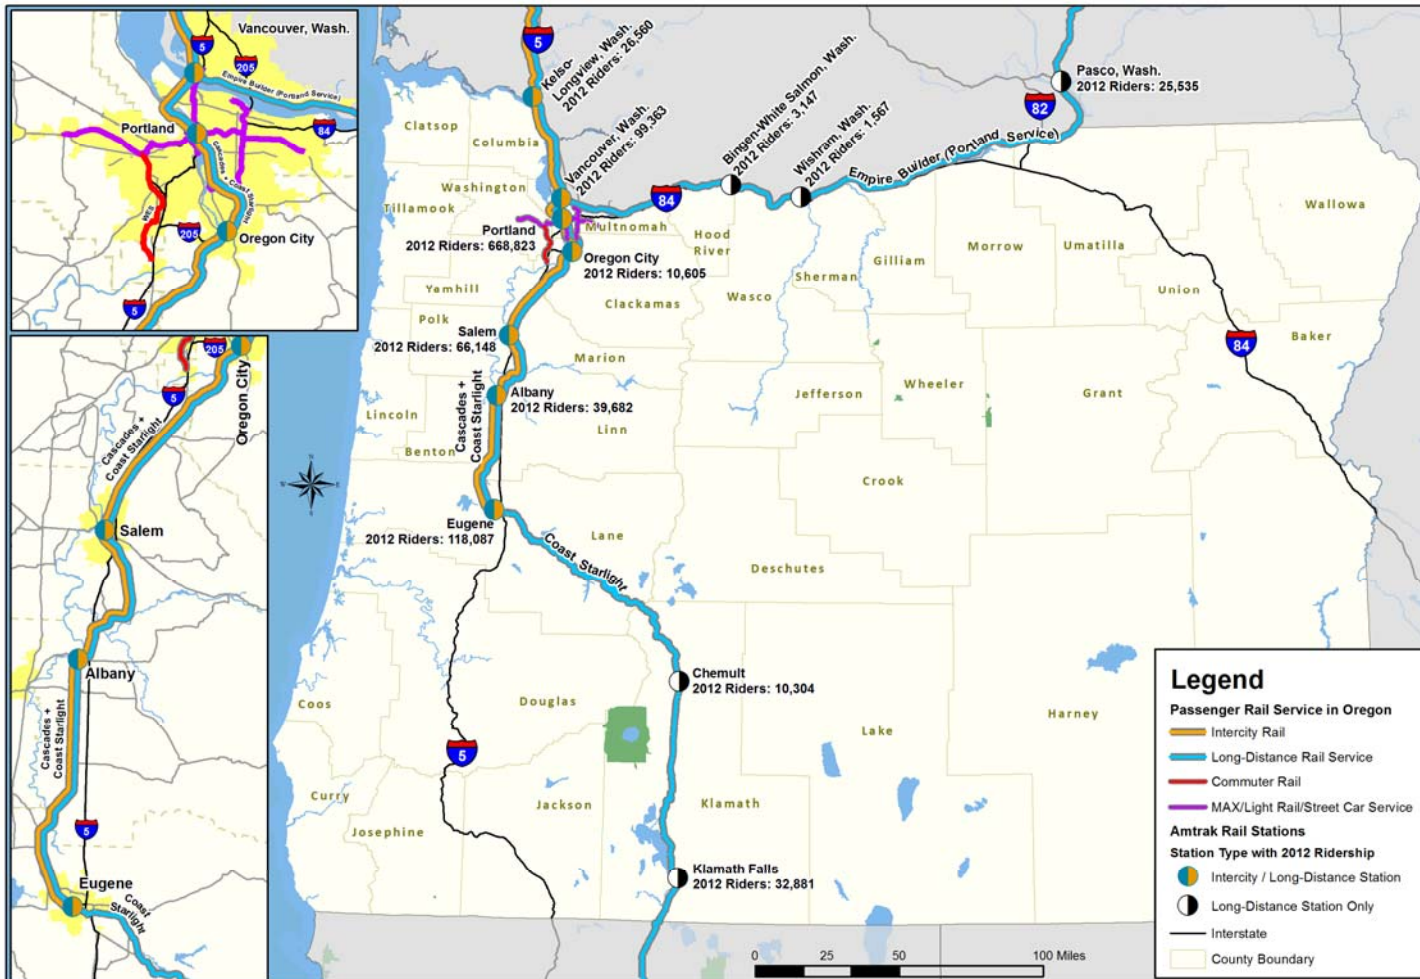 Vancouver, Wash.
5
205
Empire Builder (Portland Service)
Portland
84
Cascades + Coast Starlight
WES
205
Oregon City
5
205
Oregon City
5
Cascades +
Coast Starlight
Salem
Albany
Cascades +
Coast Starlight
5
Eugene
Coast
Starlight
5
Kelso-
Longview, Wash.
2012 Riders: 26,560
Vancouver, Wash.
2012 Riders: 99,363
Bingen-White Salmon, Wash.
2012 Riders: 3,147
Wishram, Wash.
2012 Riders: 1,567
Empire Builder (Portland Service)
Pasco, Wash.
2012 Riders: 25,535
82
84
Clatsop
Columbia
Washington
Tillamook
Multnomah
Portland
2012 Riders: 668,823
Oregon City
2012 Riders: 10,605
Hood
River
Wasco
Sherman
Gilliam
Morrow
Umatilla
Union
Wallowa
Baker
84
Yamhill
Polk
Clackamas
Salem
2012 Riders: 66,148
Marion
Albany
2012 Riders: 39,682
Cascades +
Coast Starlight
Lincoln
Benton
Linn
Jefferson
Wheeler
Grant
Crook
Eugene
2012 Riders: 118,087
Lane
Coast Starlight
Deschutes
N
W
E
S
Chemult
2012 Riders: 10,304
Coos
Douglas
5
Lake
Harney
Curry
Josephine
Jackson
Klamath
Klamath Falls
2012 Riders: 32,881
0 25 50 100 Miles
Legend
Passenger Rail Service in Oregon
Intercity Rail
Long-Distance Rail Service
Commuter Rail
MAX/Light Rail/Street Car Service
Amtrak Rail Stations
Station Type with 2012 Ridership
Intercity / Long-Distance Station
Long-Distance Station Only
Interstate
County Boundary